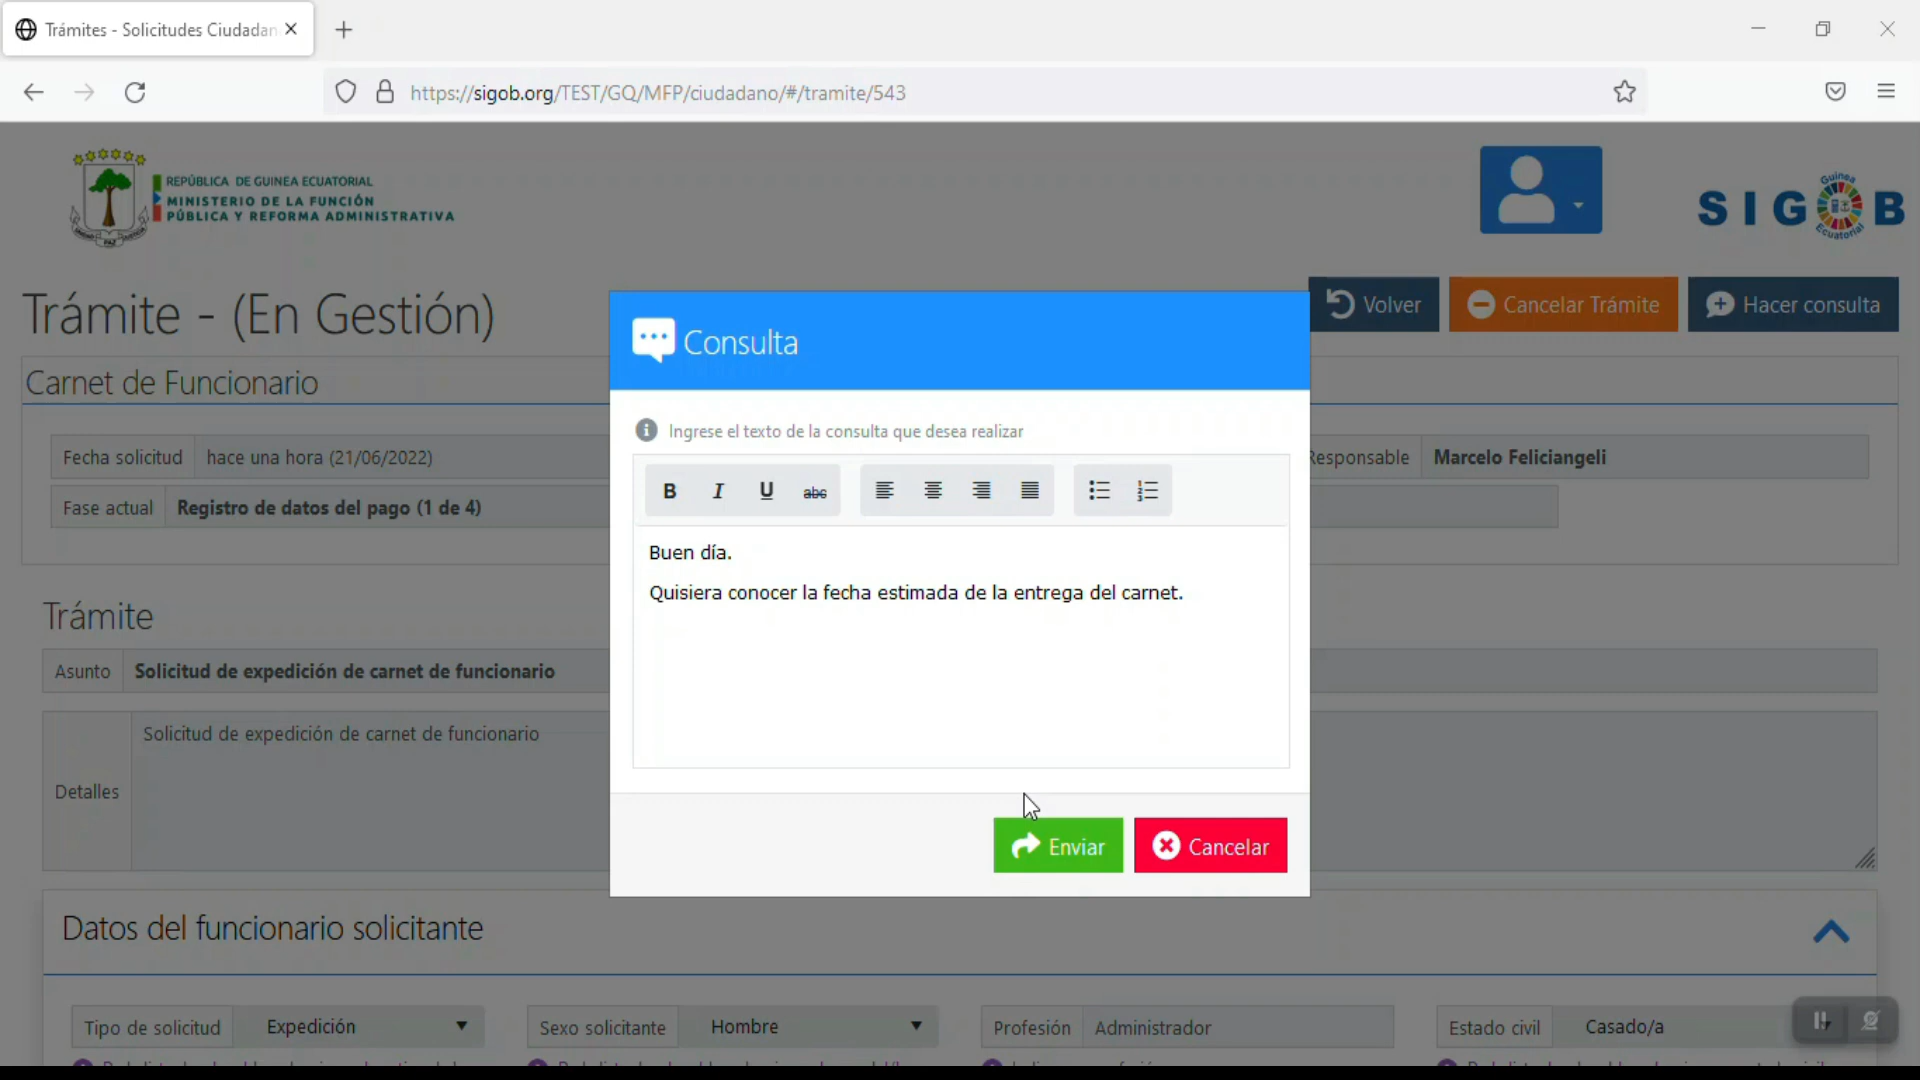 Trámites - Solicitudes Ciudadan
https://sigob.org/TEST/GQ/MFP/ciudadano/#/tramite/543
REPÚBLICA DE GUINEA ECUATORIAL
MINISTERIO DE LA FUNCIÓN
PÚBLICA Y REFORMA ADMINISTRATIVA
UNIDAD PAZ JUSTICIA
Guinea
SIGOB
Ecuatorial
Trámite - (En Gestión)
Volver
Cancelar Trámite
Hacer consulta
Carnet de Funcionario
Fecha solicitud hace una hora (21/06/2022)
Responsable Marcelo Feliciangeli
Fase actual Registro de datos del pago (1 de 4)
Consulta
Ingrese el texto de la consulta que desea realizar
B I U abc
Buen día.
Quisiera conocer la fecha estimada de la entrega del carnet.
Enviar
Cancelar
Trámite
Asunto Solicitud de expedición de carnet de funcionario
Detalles Solicitud de expedición de carnet de funcionario
Datos del funcionario solicitante
Tipo de solicitud Expedición
Sexo solicitante Hombre
Profesión Administrador
Estado civil Casado/a